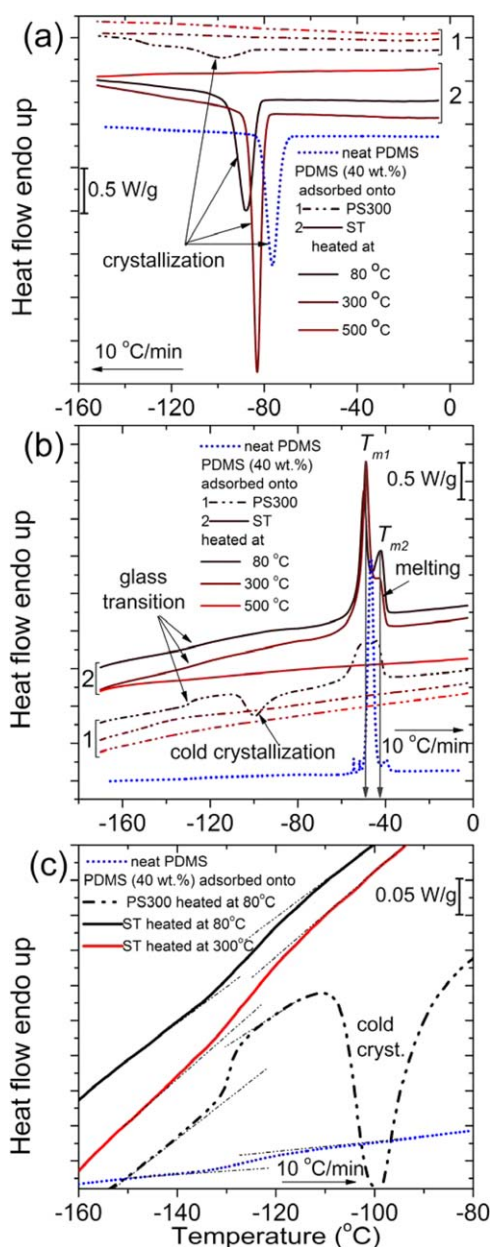 (a)
1
2
Heat flow endo up
0.5 W/g
crystallization
neat PDMS
PDMS (40 wt.%)
adsorbed onto
1 PS300
2 ST
heated at
80 °C
300 °C
500 °C
10 °C/min
-160 -120 -80 -40 0
(b)
Tm1
0.5 W/g
neat PDMS
PDMS (40 wt.%)
adsorbed onto
1 PS300
2 ST
heated at
80 °C
300 °C
500 °C
Tm2
melting
glass
transition
Heat flow endo up
2
1
cold crystallization
10 °C/min
-160 -120 -80 -40 0
(c)
neat PDMS
PDMS (40 wt.%) adsorbed onto
PS300 heated at 80°C
ST heated at 80°C
ST heated at 300°C
0.05 W/g
Heat flow endo up
cold
cryst.
10 °C/min
-160 -140 -120 -100 -80
Temperature (°C)